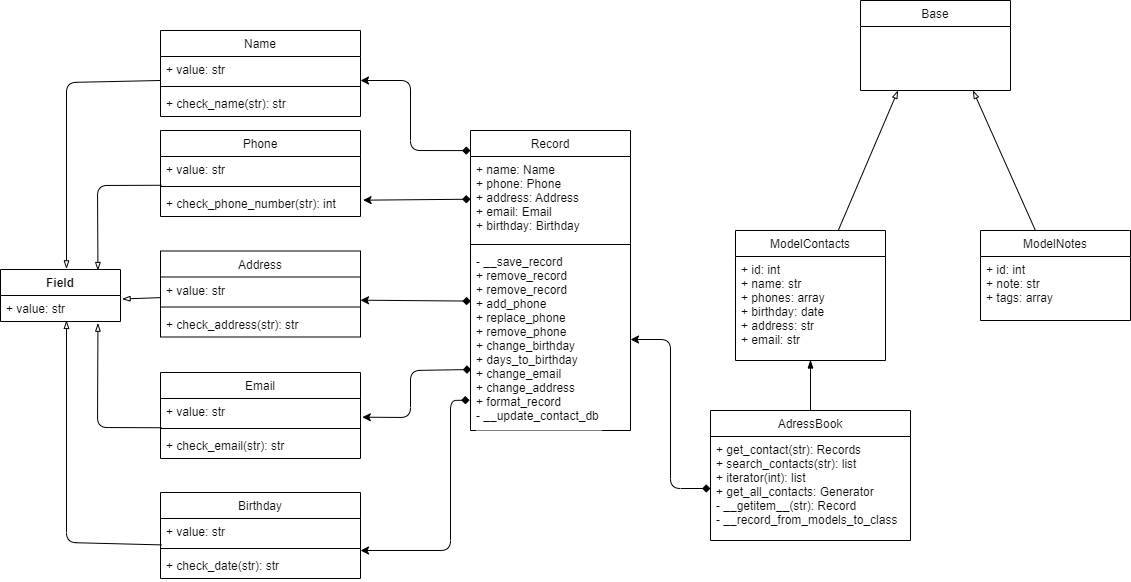 Base
Name
+ value: str
+ check_name(str): str
Phone
+ value: str
+ check_phone_number(str): int
Address
+ value: str
+ check_address(str): str
Email
+ value: str
+ check_email(str): str
Birthday
+ value: str
+ check_date(str): str
Field
+ value: str
Record
+ name: Name
+ phone: Phone
+ address: Address
+ email: Email
+ birthday: Birthday
- __save_record
+ remove_record
+ remove_record
+ add_phone
+ replace_phone
+ remove_phone
+ change_birthday
+ days_to_birthday
+ change_email
+ change_address
+ format_record
- __update_contact_db
ModelContacts
+ id: int
+ name: str
+ phones: array
+ birthday: date
+ address: str
+ email: str
ModelNotes
+ id: int
+ note: str
+ tags: array
AdressBook
+ get_contact(str): Records
+ search_contacts(str): list
+ iterator(int): list
+ get_all_contacts: Generator
- __getitem__(str): Record
- __record_from_models_to_class